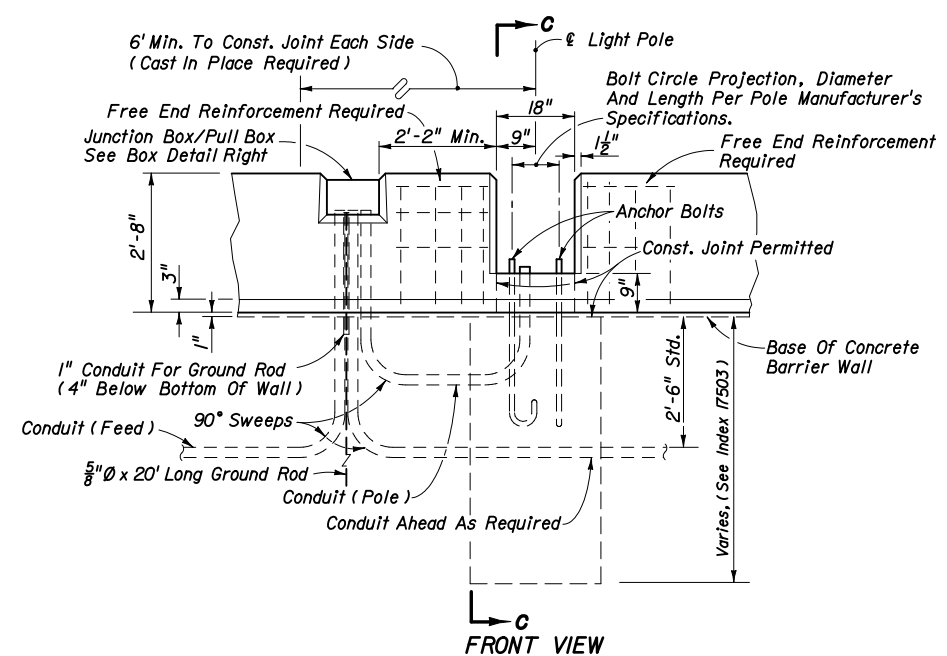 C
6' Min. To Const. Joint Each Side
(Cast In Place Required)
℄ Light Pole
Bolt Circle Projection, Diameter
And Length Per Pole Manufacturer's
Specifications.
Free End Reinforcement Required
18"
Junction Box/Pull Box
See Box Detail Right
2'-2" Min.
9"
1½"
Free End Reinforcement
Required
Anchor Bolts
Const. Joint Permitted
2'-8"
3"
9"
1"
1" Conduit For Ground Rod
(4" Below Bottom Of Wall)
2'-6" Std.
Base Of Concrete
Barrier Wall
90° Sweeps
Conduit (Feed)
⅝"Ø x 20' Long Ground Rod
Conduit (Pole)
Conduit Ahead As Required
Varies, (See Index 17503)
C
FRONT VIEW